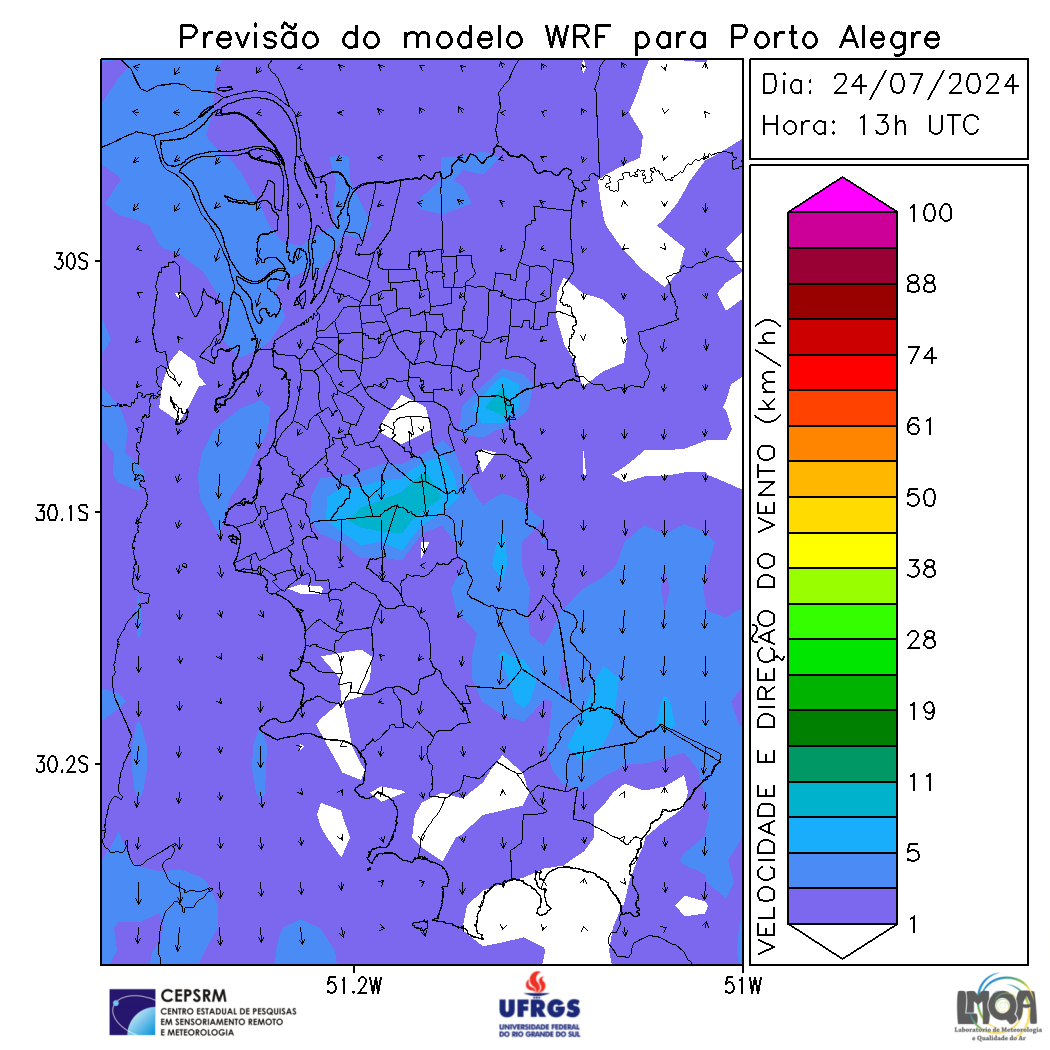 Previsão do modelo WRF para Porto Alegre
Dia: 24/07/2024
Hora: 13h UTC
30S
30.1S
30.2S
51.2W
51W
VELOCIDADE E DIREÇÃO DO VENTO (km/h)
100
88
74
61
50
38
28
19
11
5
1
CEPSRM
CENTRO ESTADUAL DE PESQUISAS
EM SENSORIAMENTO REMOTO
E METEOROLOGIA
UFRGS
UNIVERSIDADE FEDERAL
DO RIO GRANDE DO SUL
LMQA
Laboratório de Meteorologia
e Qualidade do Ar